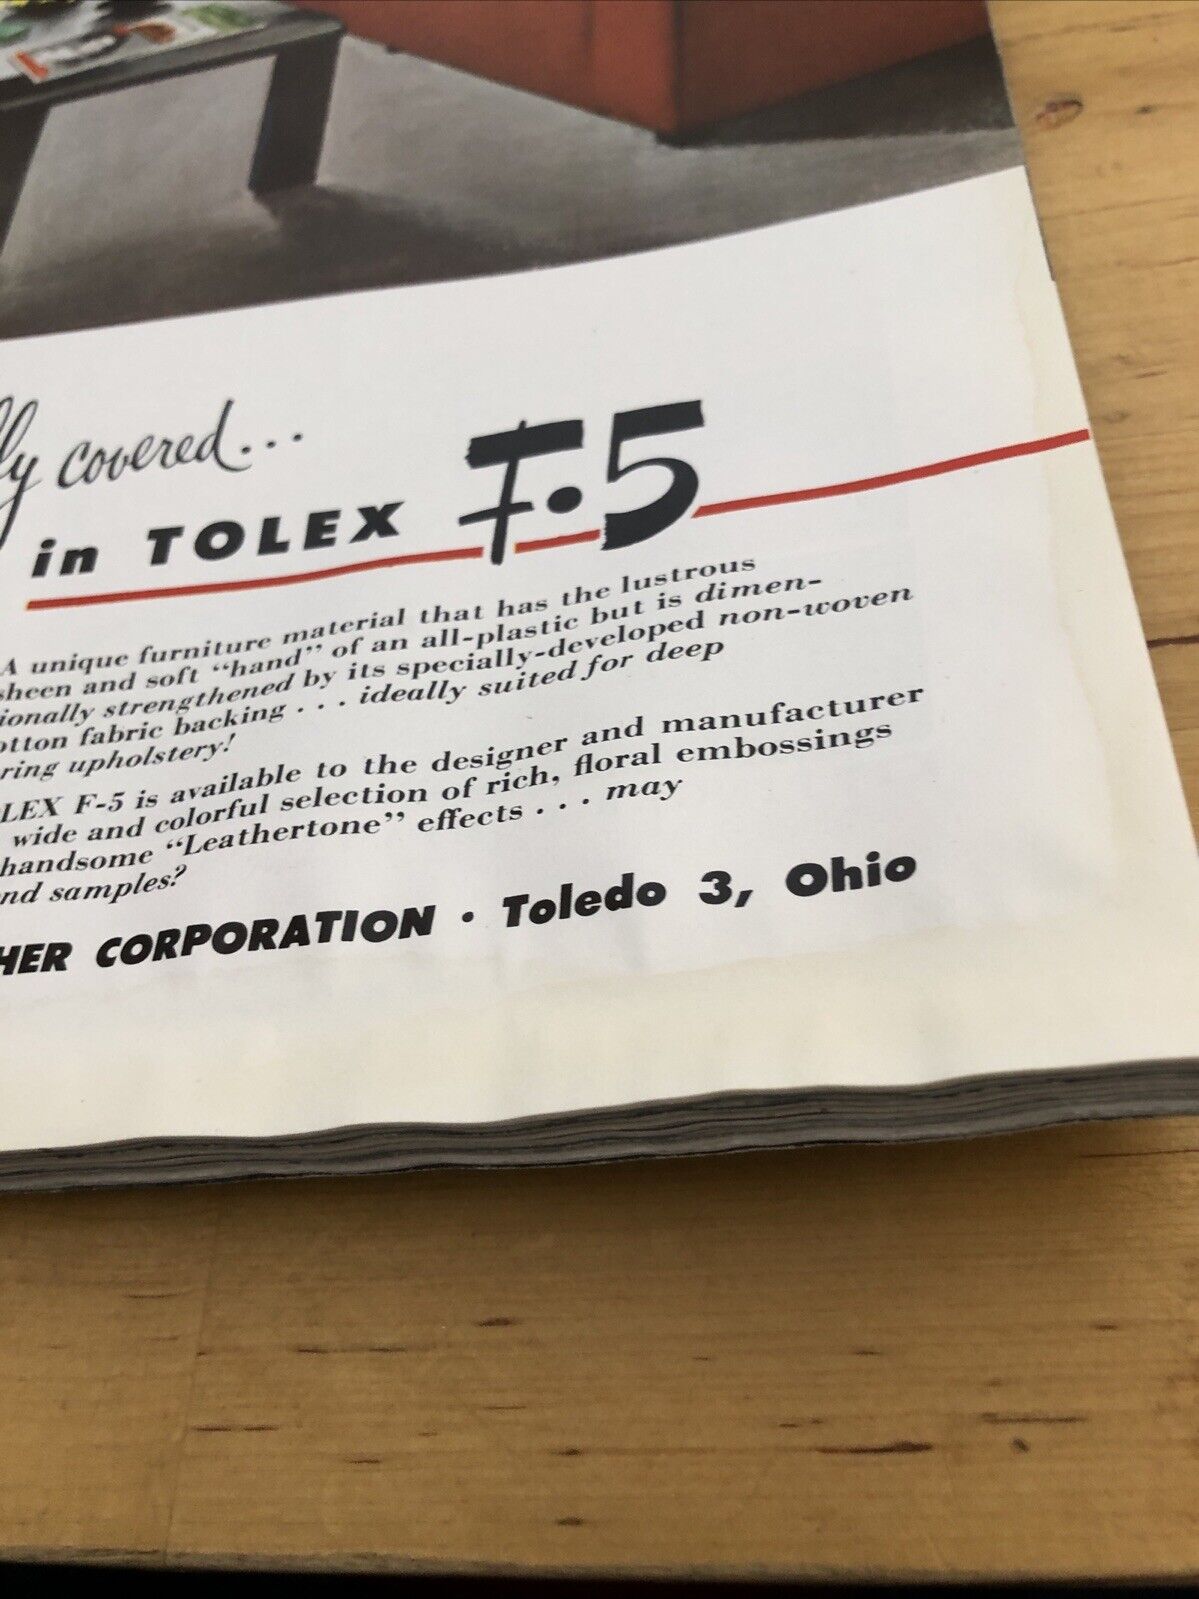 ly covered...
in TOLEX F·5
A unique furniture material that has the lustrous
sheen and soft "hand" of an all-plastic but is dimen-
ionally strengthened by its specially-developed non-woven
otton fabric backing . . . ideally suited for deep
ring upholstery!
LEX F-5 is available to the designer and manufacturer
wide and colorful selection of rich, floral embossings
handsome "Leathertone" effects . . . may
nd samples?
HER CORPORATION · Toledo 3, Ohio